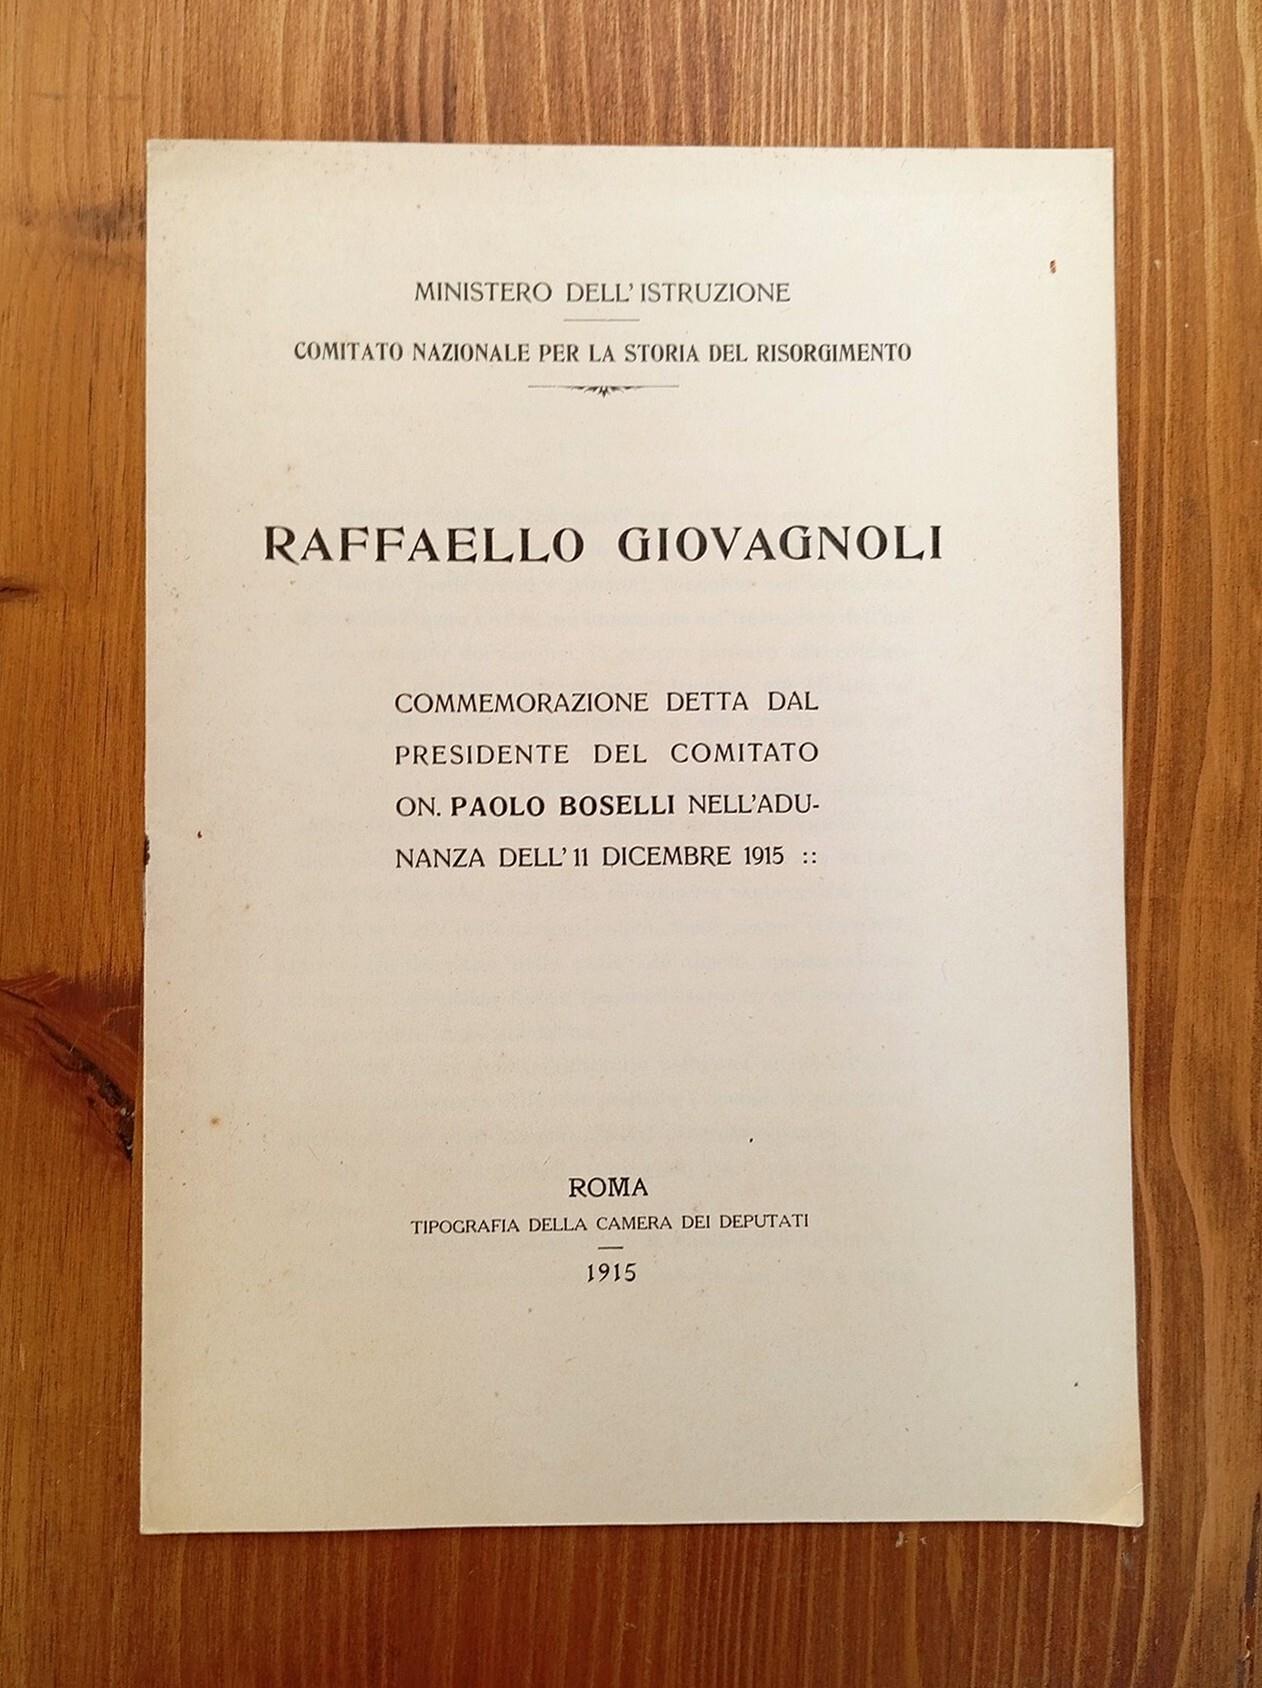 MINISTERO DELL'ISTRUZIONE
COMITATO NAZIONALE PER LA STORIA DEL RISORGIMENTO
RAFFAELLO GIOVAGNOLI
COMMEMORAZIONE DETTA DAL
PRESIDENTE DEL COMITATO
ON. PAOLO BOSELLI NELL'ADU-
NANZA DELL'11 DICEMBRE 1915 ::
ROMA
TIPOGRAFIA DELLA CAMERA DEI DEPUTATI
1915